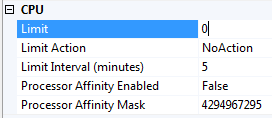 CPU
Limit 0
Limit Action NoAction
Limit Interval (minutes) 5
Processor Affinity Enabled False
Processor Affinity Mask 4294967295